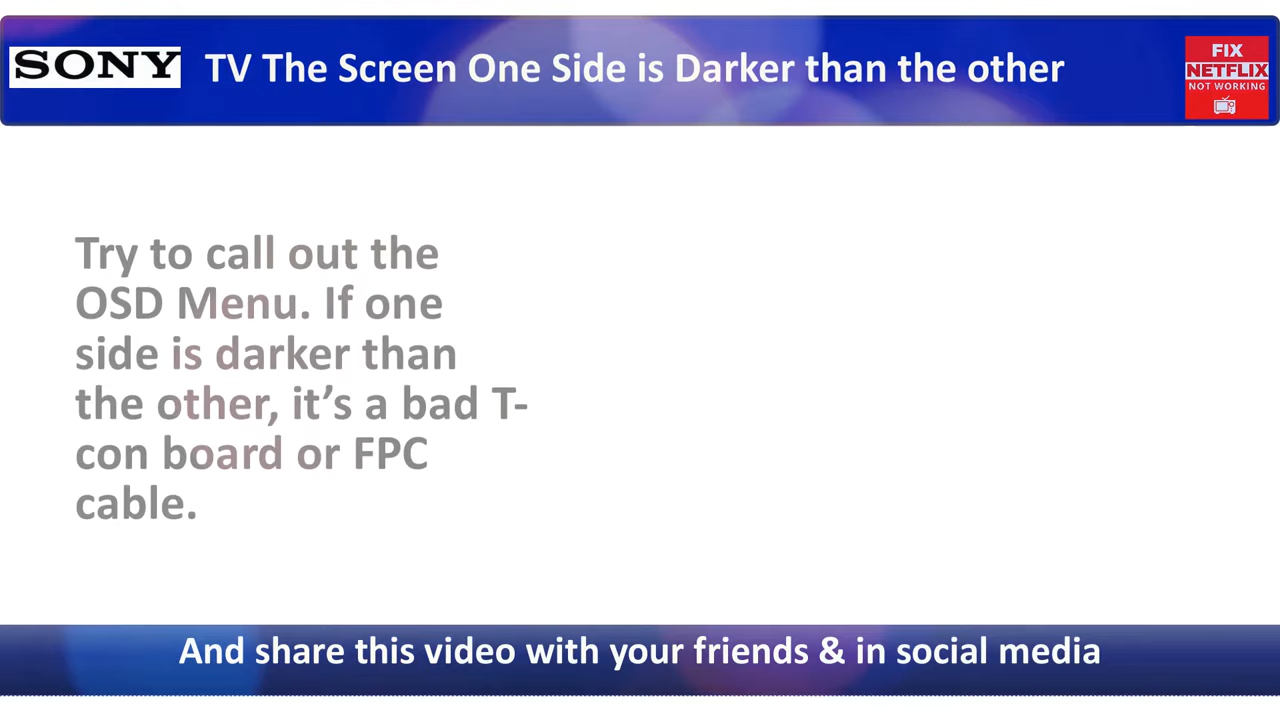 SONY
TV The Screen One Side is Darker than the other
FIX
NETFLIX
NOT WORKING
Try to call out the
OSD Menu. If one
side is darker than
the other, it’s a bad T-
con board or FPC
cable.
And share this video with your friends & in social media